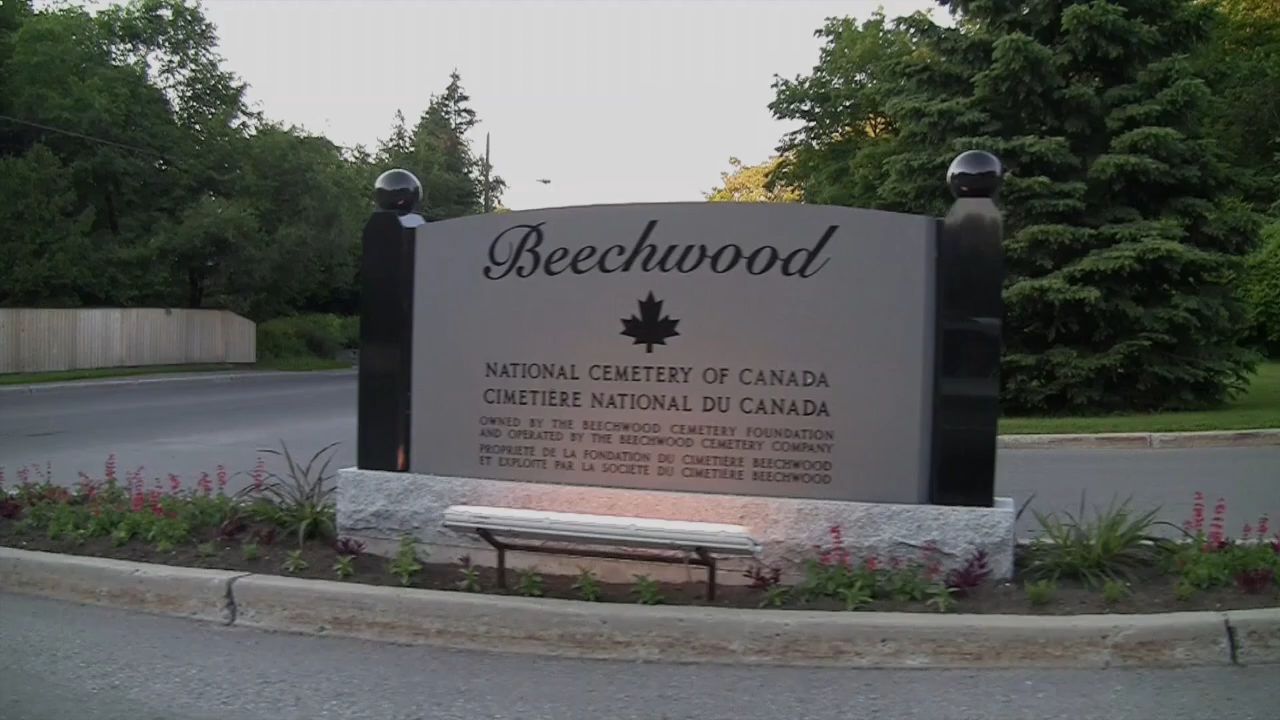 Beechwood
NATIONAL CEMETERY OF CANADA
CIMETIÈRE NATIONAL DU CANADA
OWNED BY THE BEECHWOOD CEMETERY FOUNDATION
AND OPERATED BY THE BEECHWOOD CEMETERY COMPANY
PROPRIÉTÉ DE LA FONDATION DU CIMETIÈRE BEECHWOOD
ET EXPLOITÉ PAR LA SOCIÉTÉ DU CIMETIÈRE BEECHWOOD